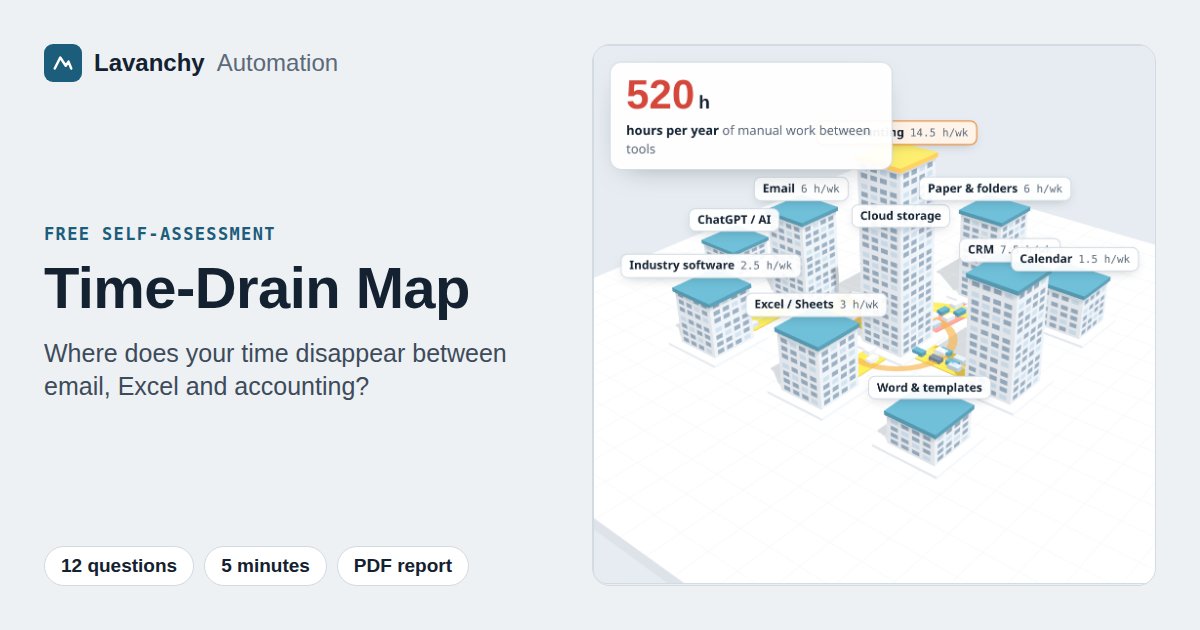 Lavanchy Automation
FREE SELF-ASSESSMENT
Time-Drain Map
Where does your time disappear between
email, Excel and accounting?
12 questions
5 minutes
PDF report
520 h
hours per year of manual work between
tools
14.5 h/wk
Email 6 h/wk
Paper & folders 6 h/wk
ChatGPT / AI
Cloud storage
CRM
Calendar 1.5 h/wk
Industry software 2.5 h/wk
Excel / Sheets 3 h/wk
Word & templates